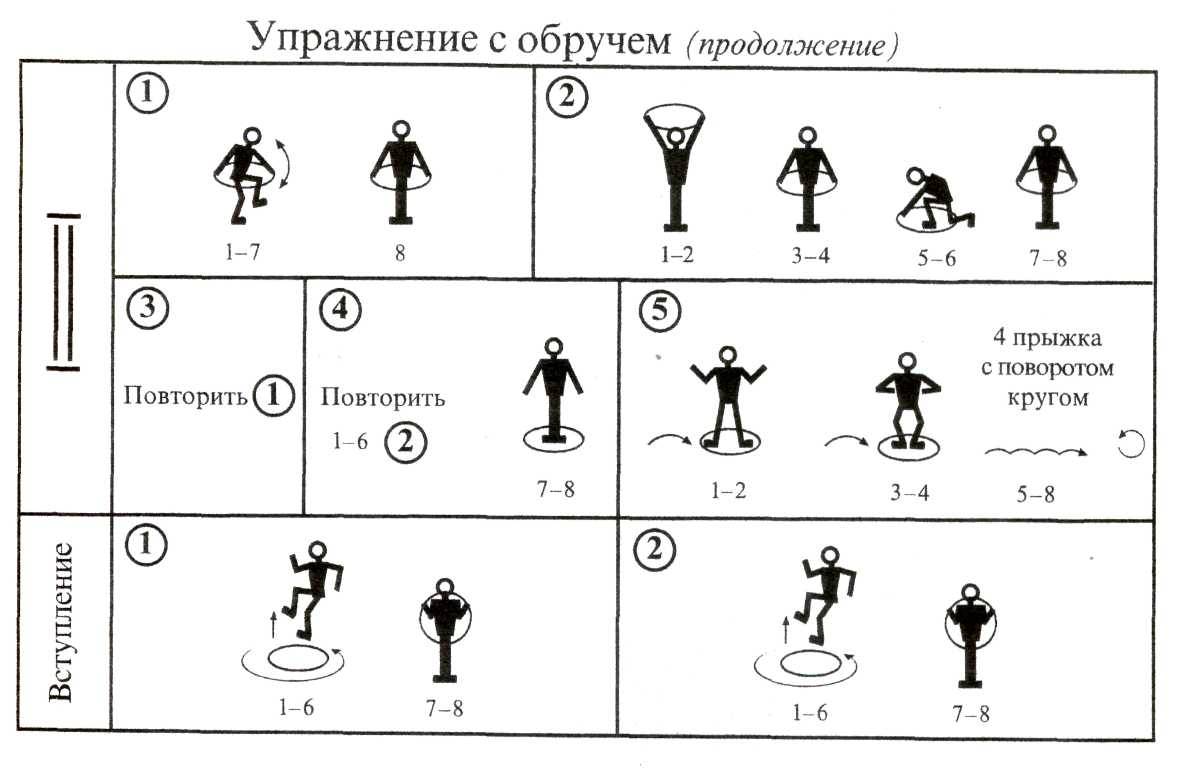 Упражнение с обручем (продолжение)
II
1
1–7
8
2
1–2
3–4
5–6
7–8
3
Повторить 1
4
Повторить
1–6 2
7–8
5
1–2
3–4
4 прыжка
с поворотом
кругом
5–8
Вступление
1
1–6
7–8
2
1–6
7–8